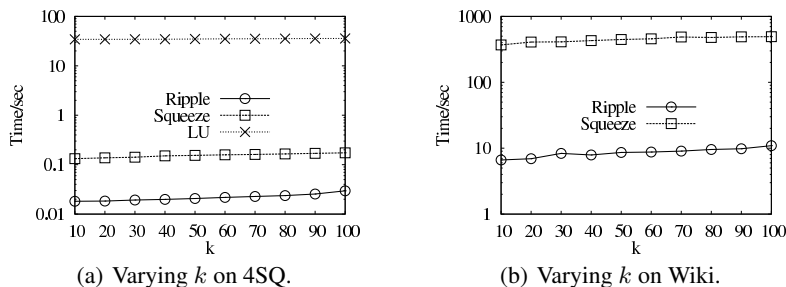 100
10
1
0.1
0.01
Time/sec
Ripple
Squeeze
LU
10 20 30 40 50 60 70 80 90 100
k
(a) Varying k on 4SQ.
1000
100
10
1
Time/sec
Ripple
Squeeze
10 20 30 40 50 60 70 80 90 100
k
(b) Varying k on Wiki.